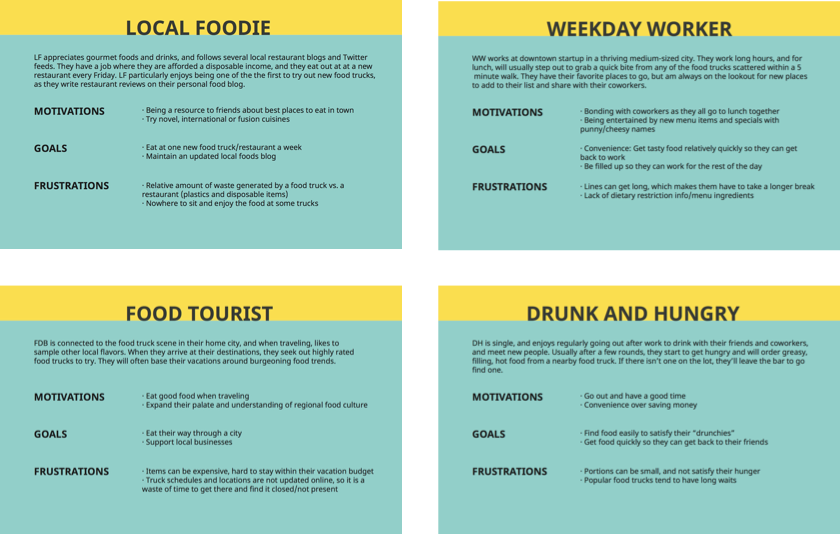 LOCAL FOODIE
LF appreciates gourmet foods and drinks, and follows several local restaurant blogs and Twitter
feeds. They have a job where they are afforded a disposable income, and they eat out at at a new
restaurant every Friday. LF particularly enjoys being one of the the first to try out new food trucks,
as they write restaurant reviews on their personal food blog.
MOTIVATIONS
· Being a resource to friends about best places to eat in town
· Try novel, international or fusion cuisines
GOALS
· Eat at one new food truck/restaurant a week
· Maintain an updated local foods blog
FRUSTRATIONS
· Relative amount of waste generated by a food truck vs. a
restaurant (plastics and disposable items)
· Nowhere to sit and enjoy the food at some trucks
WEEKDAY WORKER
WW works at downtown startup in a thriving medium-sized city. They work long hours, and for
lunch, will usually step out to grab a quick bite from any of the food trucks scattered within a 5
minute walk. They have their favorite places to go, but am always on the lookout for new places
to add to their list and share with their coworkers.
MOTIVATIONS
· Bonding with coworkers as they all go to lunch together
· Being entertained by new menu items and specials with
punny/cheesy names
GOALS
· Convenience: Get tasty food relatively quickly so they can get
back to work
· Be filled up so they can work for the rest of the day
FRUSTRATIONS
· Lines can get long, which makes them have to take a longer break
· Lack of dietary restriction info/menu ingredients
FOOD TOURIST
FDB is connected to the food truck scene in their home city, and when traveling, likes to
sample other local flavors. When they arrive at their destinations, they seek out highly rated
food trucks to try. They will often base their vacations around burgeoning food trends.
MOTIVATIONS
· Eat good food when traveling
· Expand their palate and understanding of regional food culture
GOALS
· Eat their way through a city
· Support local businesses
FRUSTRATIONS
· Items can be expensive, hard to stay within their vacation budget
· Truck schedules and locations are not updated online, so it is a
waste of time to get there and find it closed/not present
DRUNK AND HUNGRY
DH is single, and enjoys regularly going out after work to drink with their friends and coworkers,
and meet new people. Usually after a few rounds, they start to get hungry and will order greasy,
filling, hot food from a nearby food truck. If there isn't one on the lot, they'll leave the bar to go
find one.
MOTIVATIONS
· Go out and have a good time
· Convenience over saving money
GOALS
· Find food easily to satisfy their "drunchies"
· Get food quickly so they can get back to their friends
FRUSTRATIONS
· Portions can be small, and not satisfy their hunger
· Popular food trucks tend to have long waits